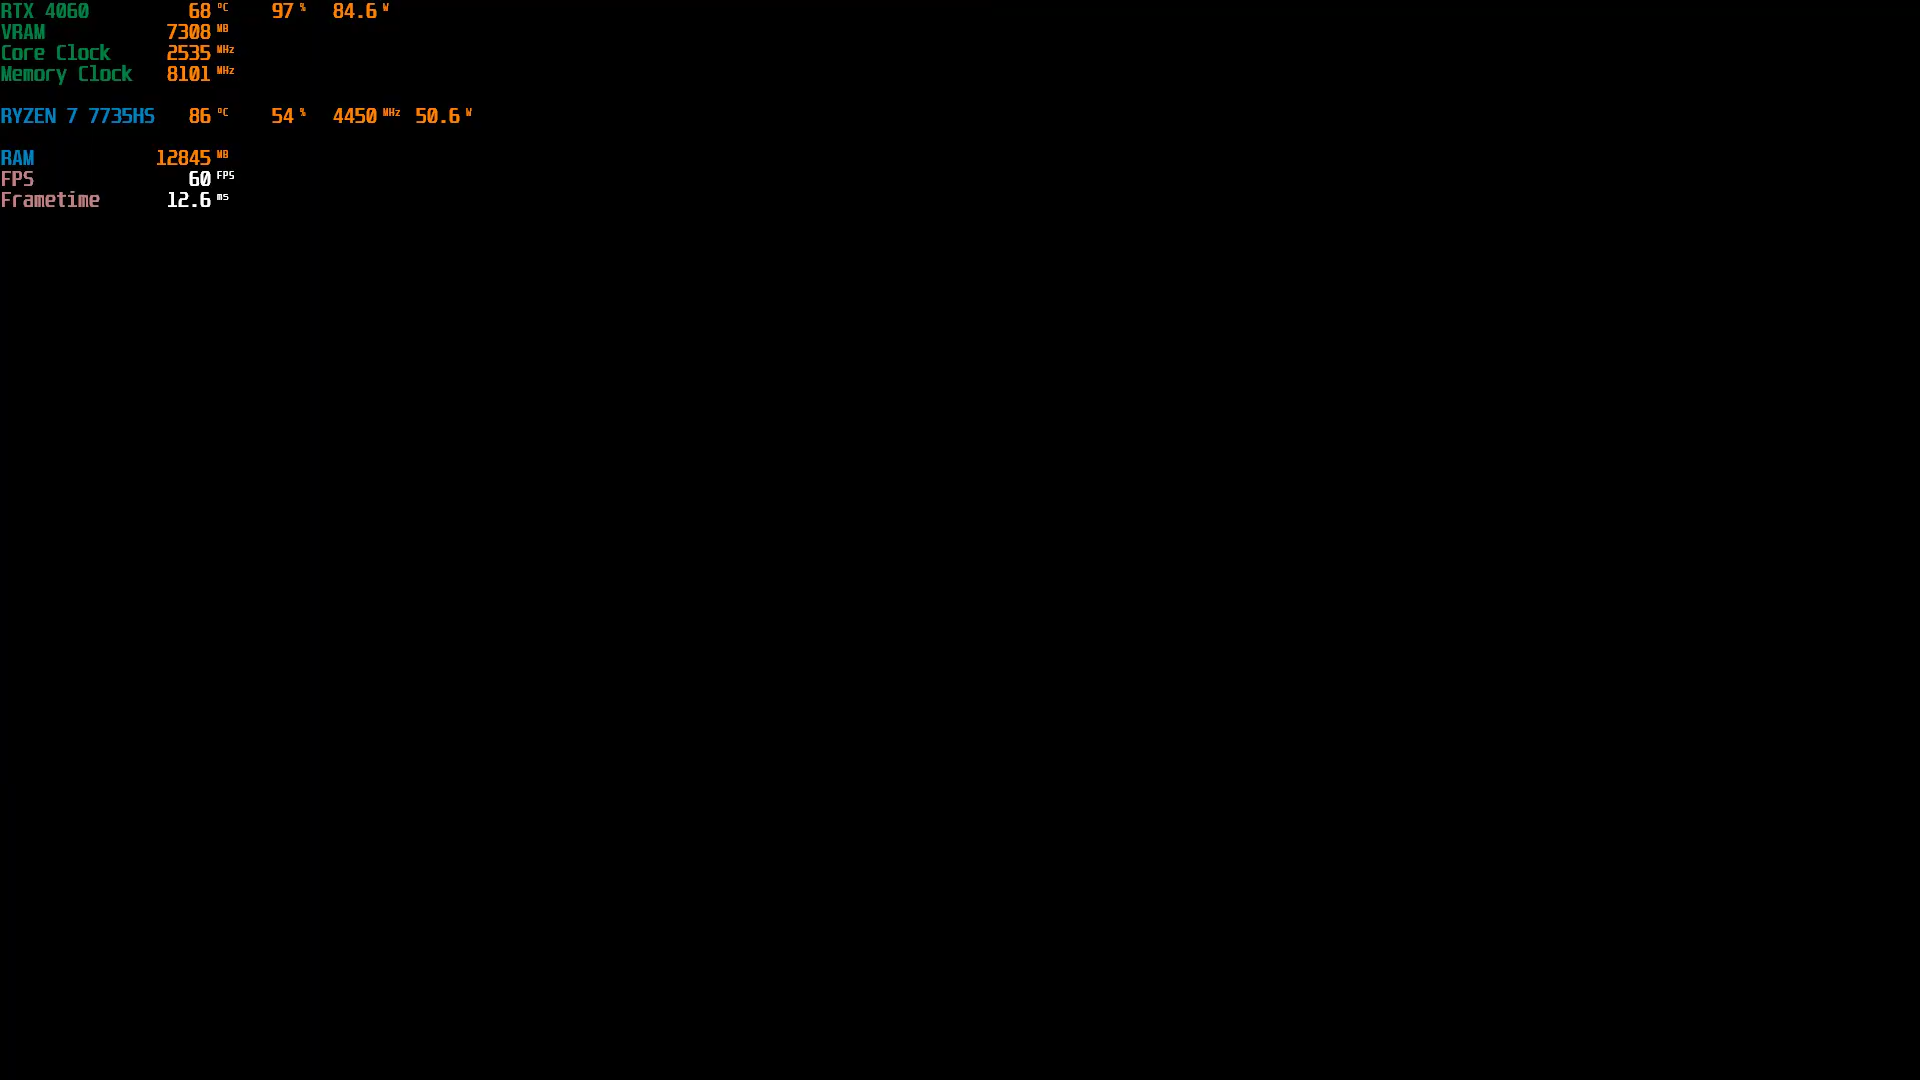 RTX 4060 68 °C 97 % 84.6 W
VRAM 7308 MB
Core Clock 2535 MHz
Memory Clock 8101 MHz
RYZEN 7 7735HS 86 °C 54 % 4450 MHz 50.6 W
RAM 12845 MB
FPS 60 FPS
Frametime 12.6 ms